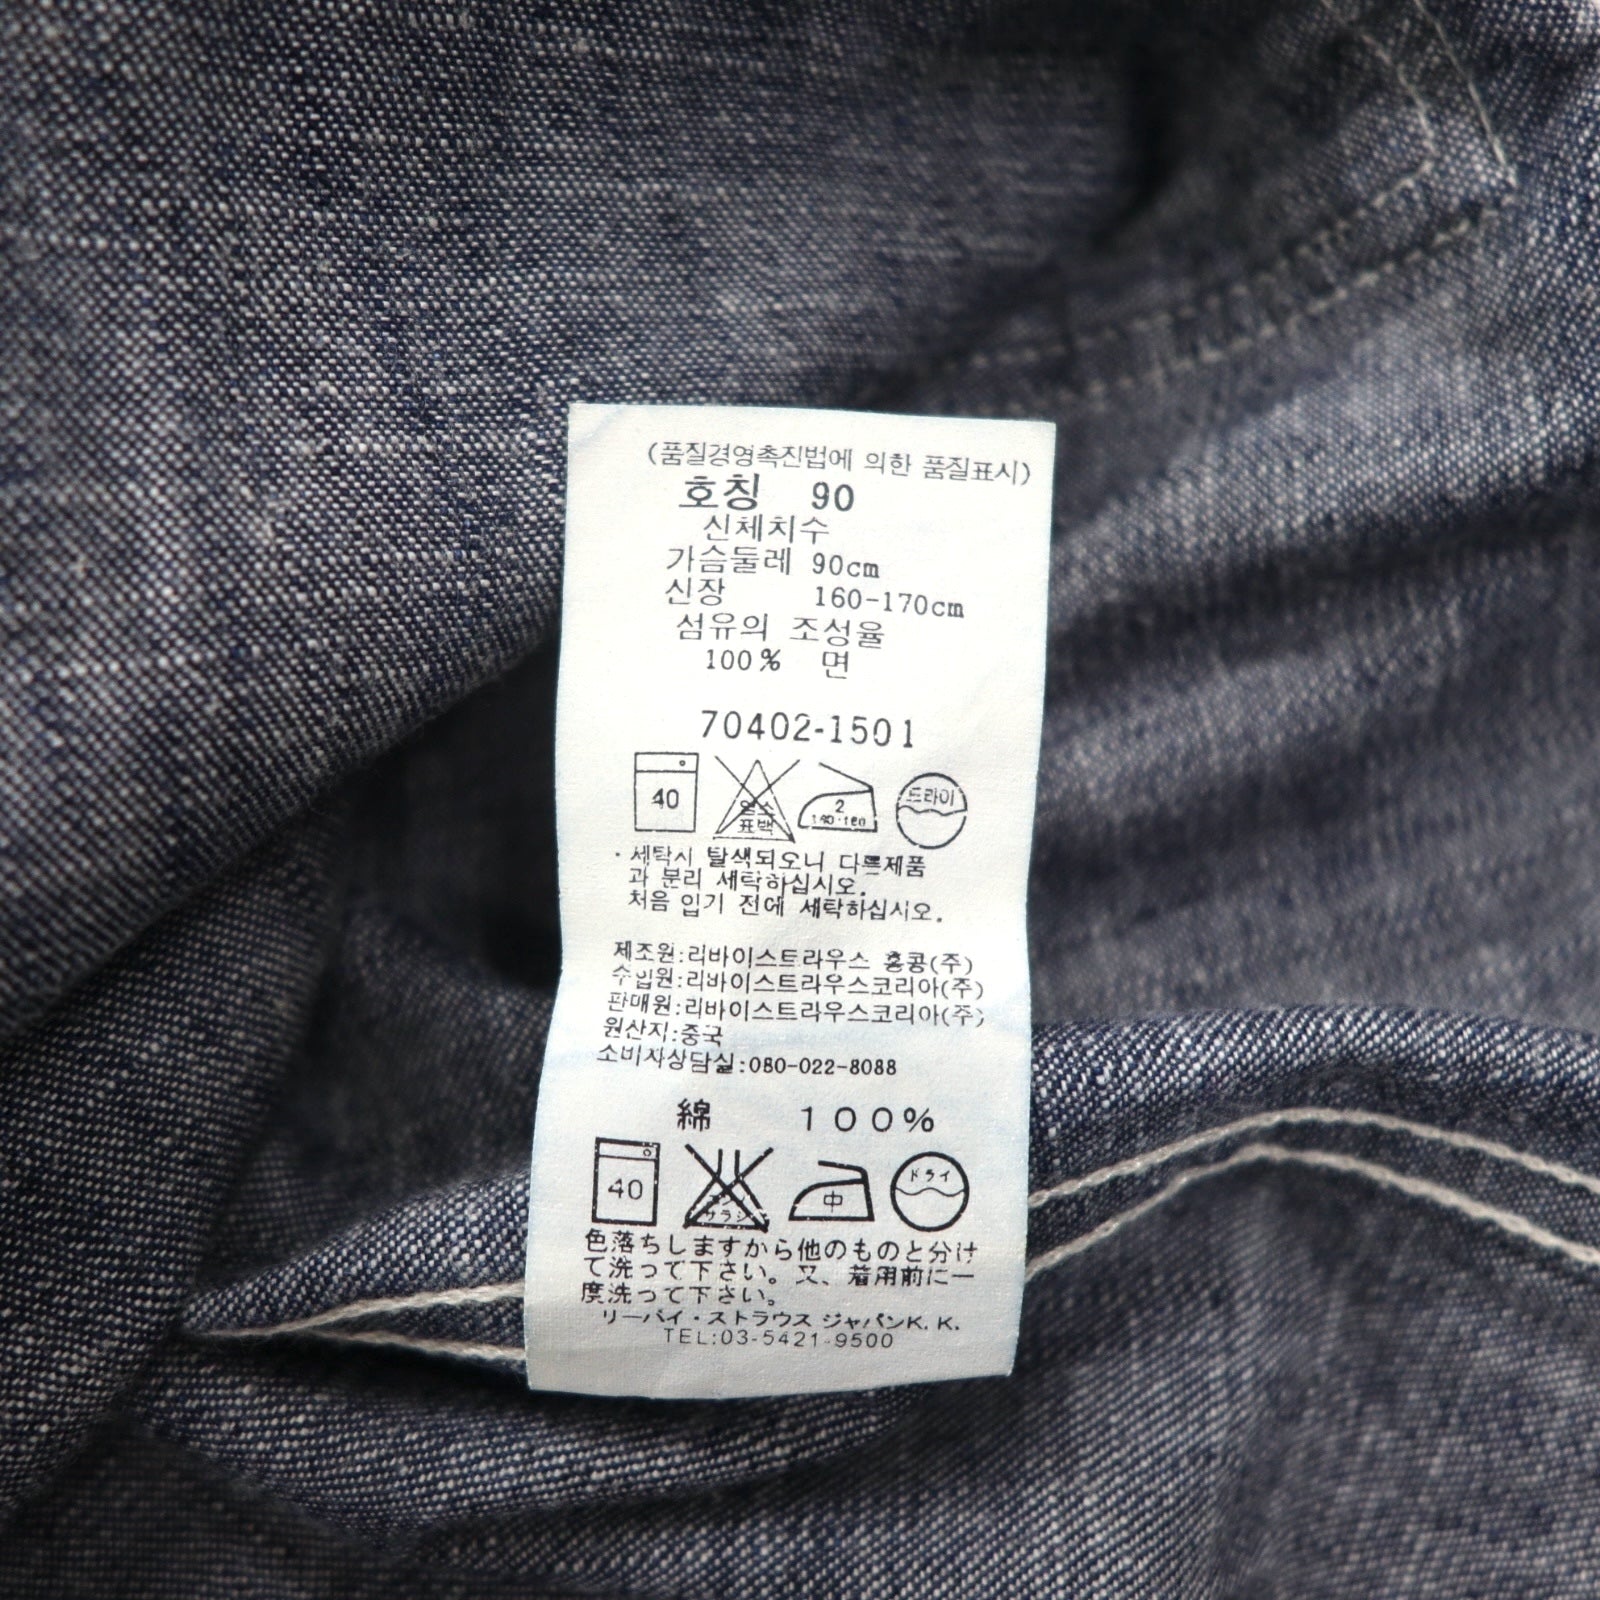 (품질경영촉진법에 의한 품질표시)
호칭 90
신체치수
가슴둘레 90cm
신장 160-170cm
섬유의 조성율
100% 면
70402-1501
40 염소 2 드라이
표백 140-160
· 세탁시 탈색되오니 다른제품
과 분리 세탁하십시오.
처음 입기 전에 세탁하십시오.
제조원:리바이스트라우스 홍콩(주)
수입원:리바이스트라우스코리아(주)
판매원:리바이스트라우스코리아(주)
원산지:중국
소비자상담실:080-022-8088
綿 100%
40 サラシ 中 ドライ
色落ちしますから他のものと分け
て洗って下さい。又、着用前に一
度洗って下さい。
リーバイ・ストラウス ジャパンK.K.
TEL:03-5421-9500